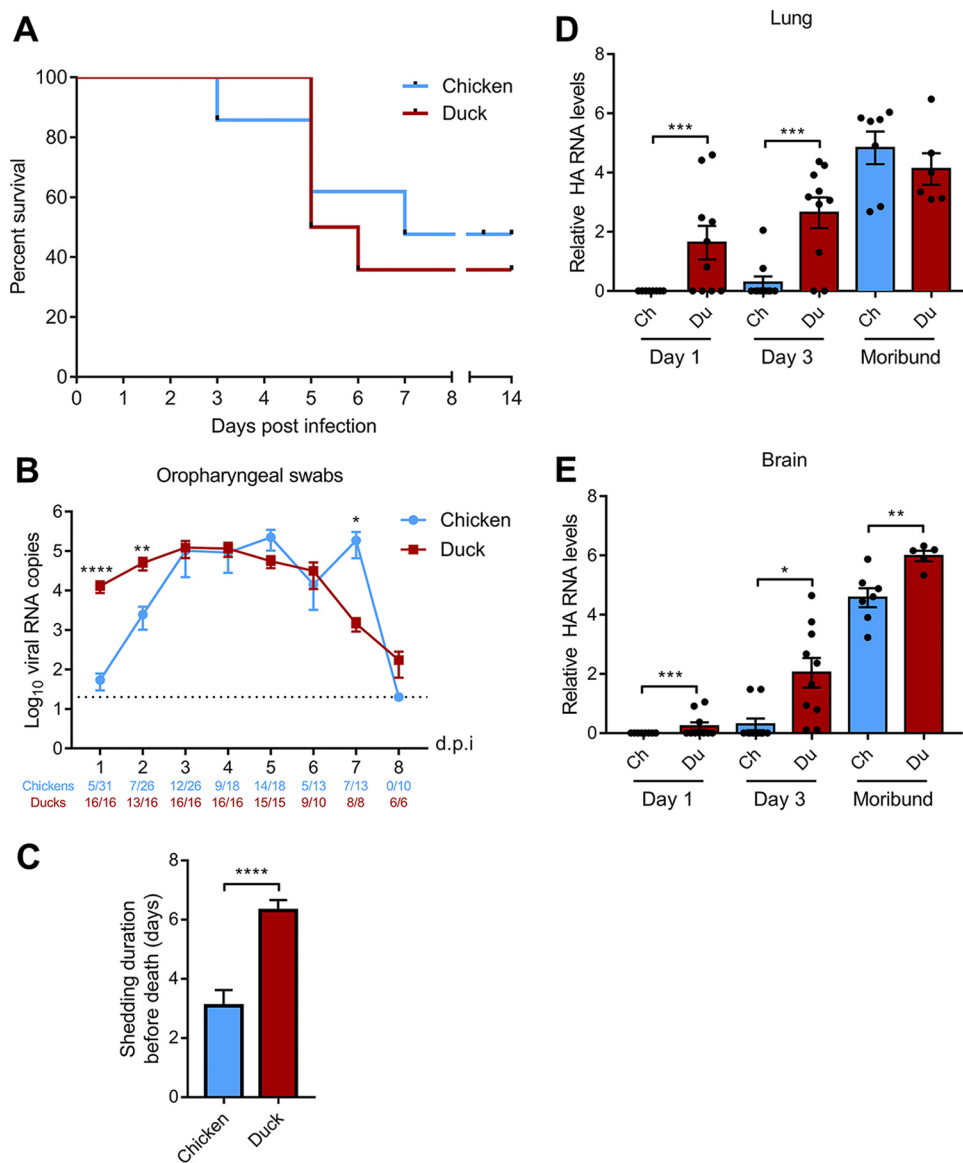 A
Chicken
Duck
Percent survival
100
80
60
40
20
0
0 1 2 3 4 5 6 7 8 14
Days post infection
B
Oropharyngeal swabs
Chicken
Duck
Log10 viral RNA copies
6
5
4
3
2
1
0
**** ** *
d.p.i
1 2 3 4 5 6 7 8
Chickens 5/31 7/26 12/26 9/18 14/18 5/13 7/13 0/10
Ducks 16/16 13/16 16/16 16/16 15/15 9/10 8/8 6/6
C
Shedding duration
before death (days)
8
6
4
2
0
****
Chicken
Duck
D
Lung
Relative HA RNA levels
8
6
4
2
0
*** ***
Ch Du Ch Du Ch Du
Day 1 Day 3 Moribund
E
Brain
Relative HA RNA levels
8
6
4
2
0
*** * **
Ch Du Ch Du Ch Du
Day 1 Day 3 Moribund